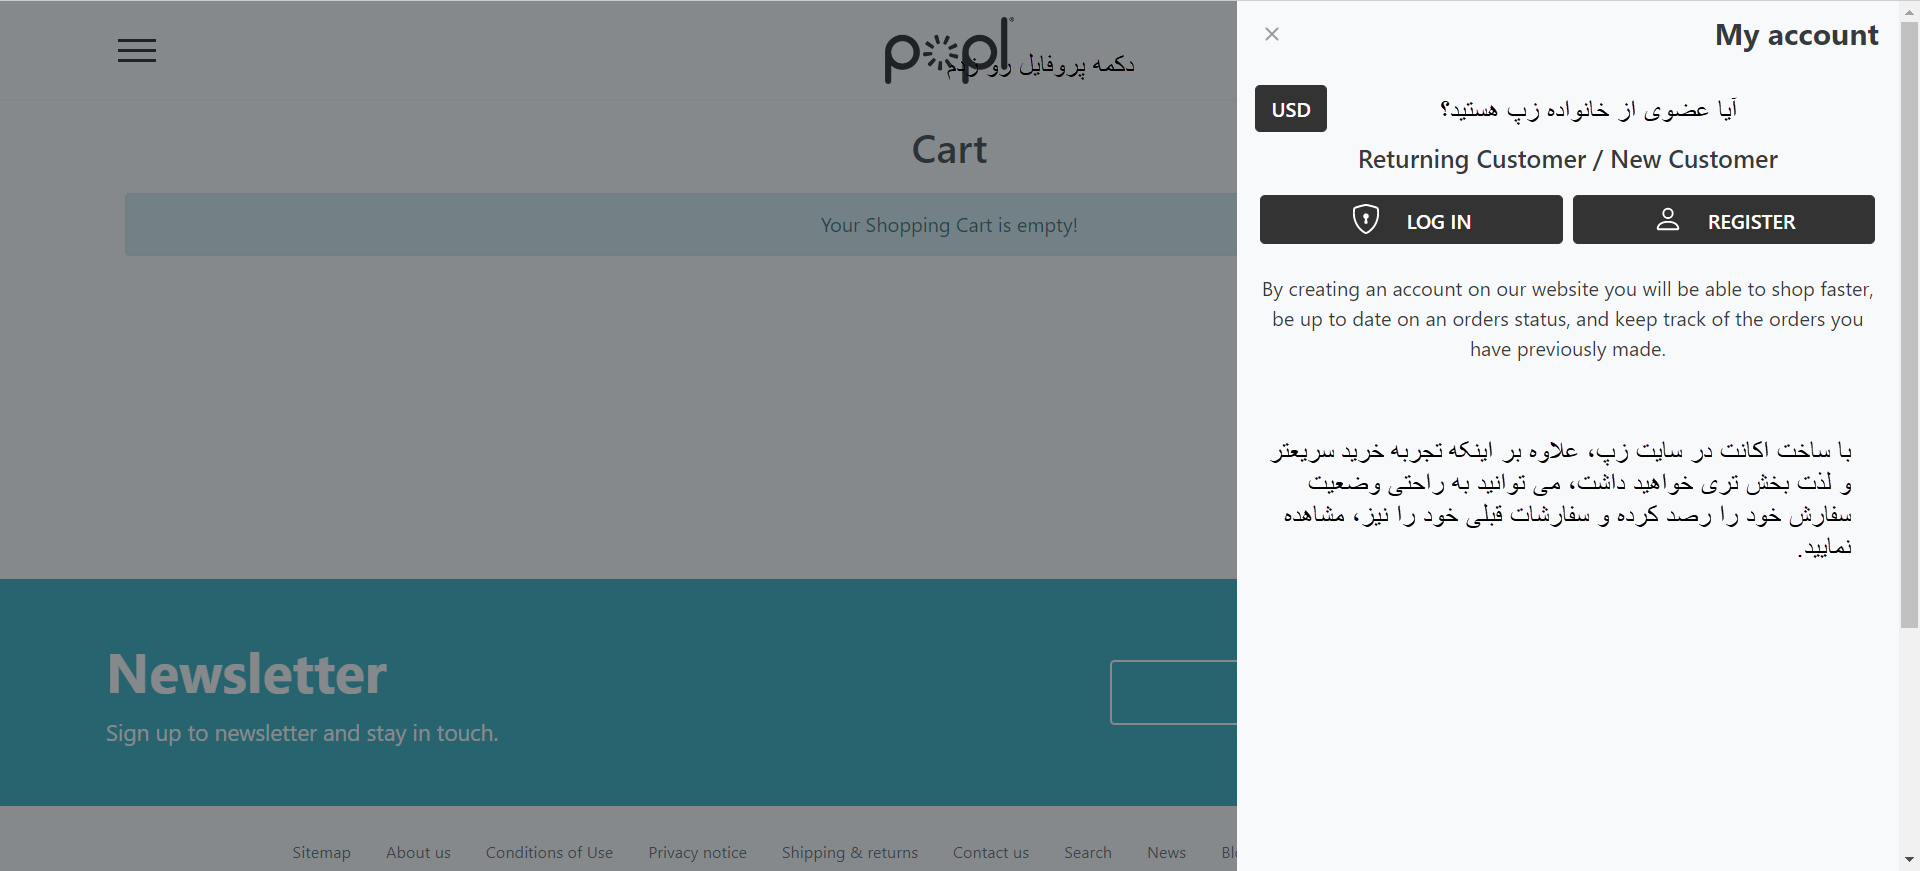 popl
دکمه پروفایل رو زدم
Cart
Your Shopping Cart is empty!
Newsletter
Sign up to newsletter and stay in touch.
Sitemap About us Conditions of Use Privacy notice Shipping & returns Contact us Search News Bl
My account
USD
آیا عضوی از خانواده زپ هستید؟
Returning Customer / New Customer
LOG IN
REGISTER
By creating an account on our website you will be able to shop faster,
be up to date on an orders status, and keep track of the orders you
have previously made.
با ساخت اکانت در سایت زپ، علاوه بر اینکه تجربه خرید سریعتر
و لذت بخش تری خواهید داشت، می توانید به راحتی وضعیت
سفارش خود را رصد کرده و سفارشات قبلی خود را نیز، مشاهده
نمایید.